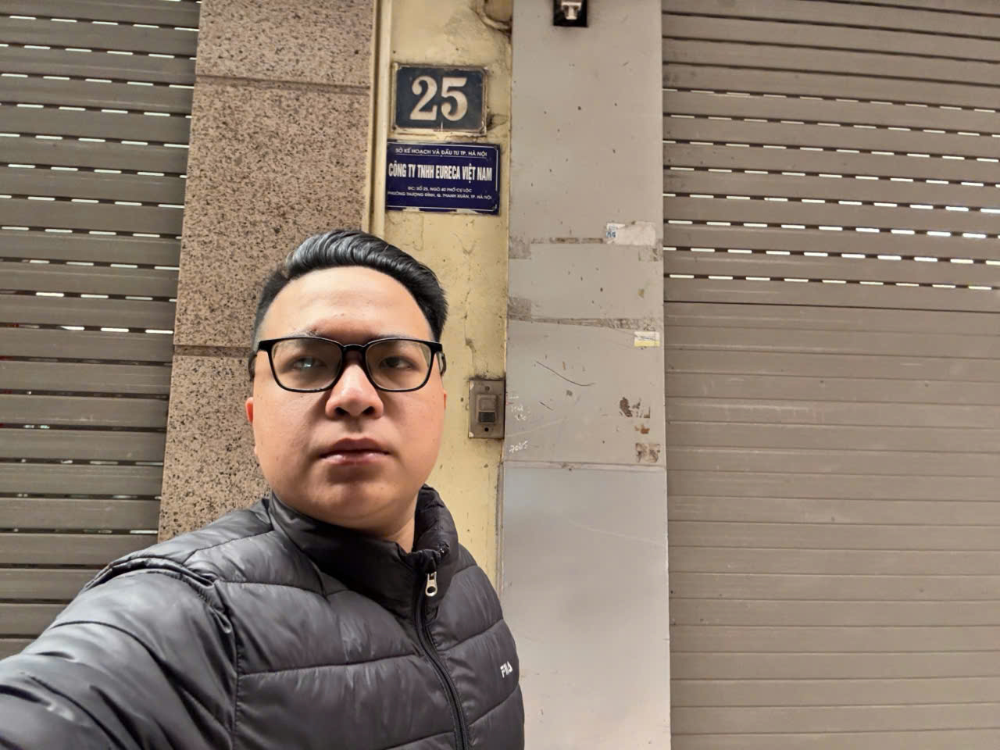 25
SỞ KẾ HOẠCH VÀ ĐẦU TƯ TP. HÀ NỘI
CÔNG TY TNHH EURECA VIỆT NAM
ĐC: SỐ 25, NGÕ 40 PHỐ CỰ LỘC
PHƯỜNG THƯỢNG ĐÌNH, Q. THANH XUÂN, TP. HÀ NỘI
FILA